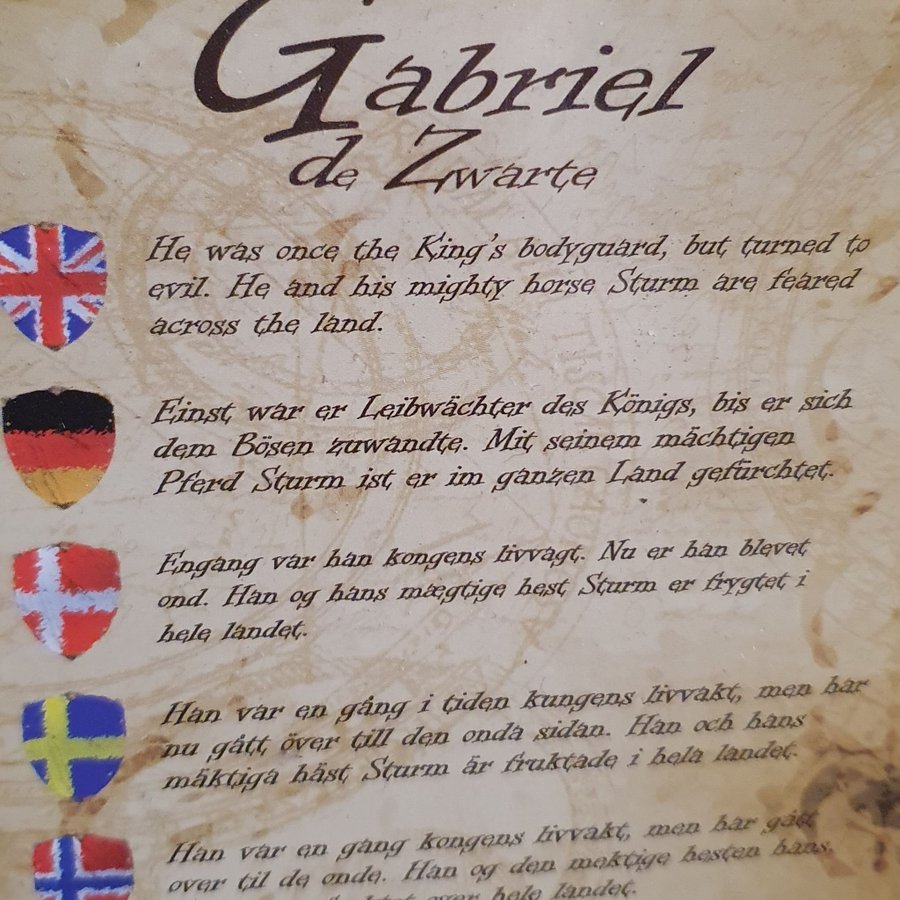 Gabriel
de Zwarte
He was once the King's bodyguard, but turned to
evil. He and his mighty horse Sturm are feared
across the land.
Einst war er Leibwächter des Königs, bis er sich
dem Bösen zuwandte. Mit seinem mächtigen
Pferd Sturm ist er im ganzen Land gefürchtet.
Engang var han kongens livvagt. Nu er han blevet
ond. Han og hans mægtige hest Sturm er frygtet i
hele landet.
Han var en gång i tiden kungens livvakt, men har
nu gått över till den onda sidan. Han och hans
mäktiga häst Sturm är fruktade i hela landet.
Han var en gang kongens livvakt, men har gått
over til de onde. Han og den mektige hesten hans,
over hele landet.